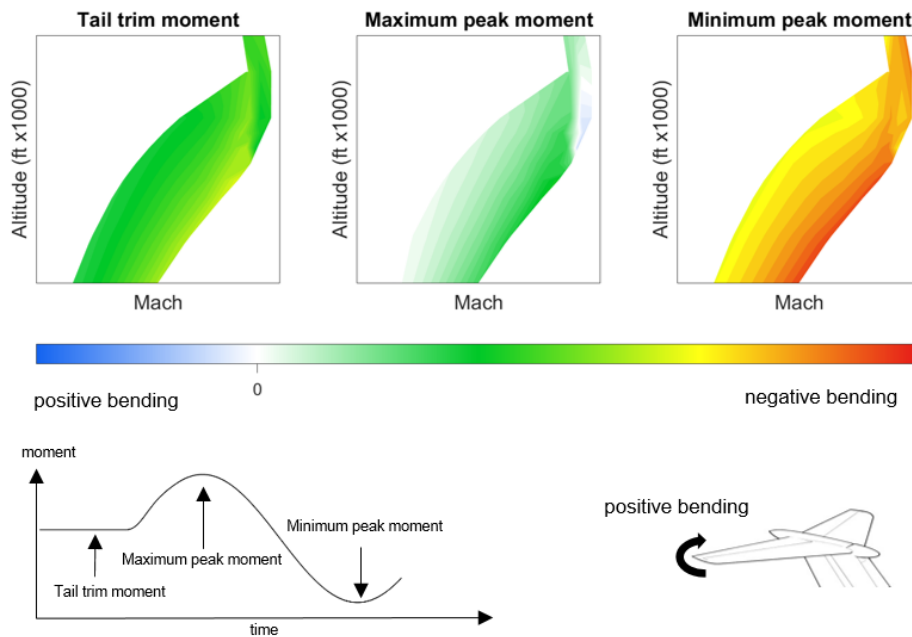 Tail trim moment
Maximum peak moment
Minimum peak moment
Altitude (ft x1000)
Mach
Altitude (ft x1000)
Mach
Altitude (ft x1000)
Mach
0
positive bending
negative bending
moment
Tail trim moment
Maximum peak moment
Minimum peak moment
time
positive bending